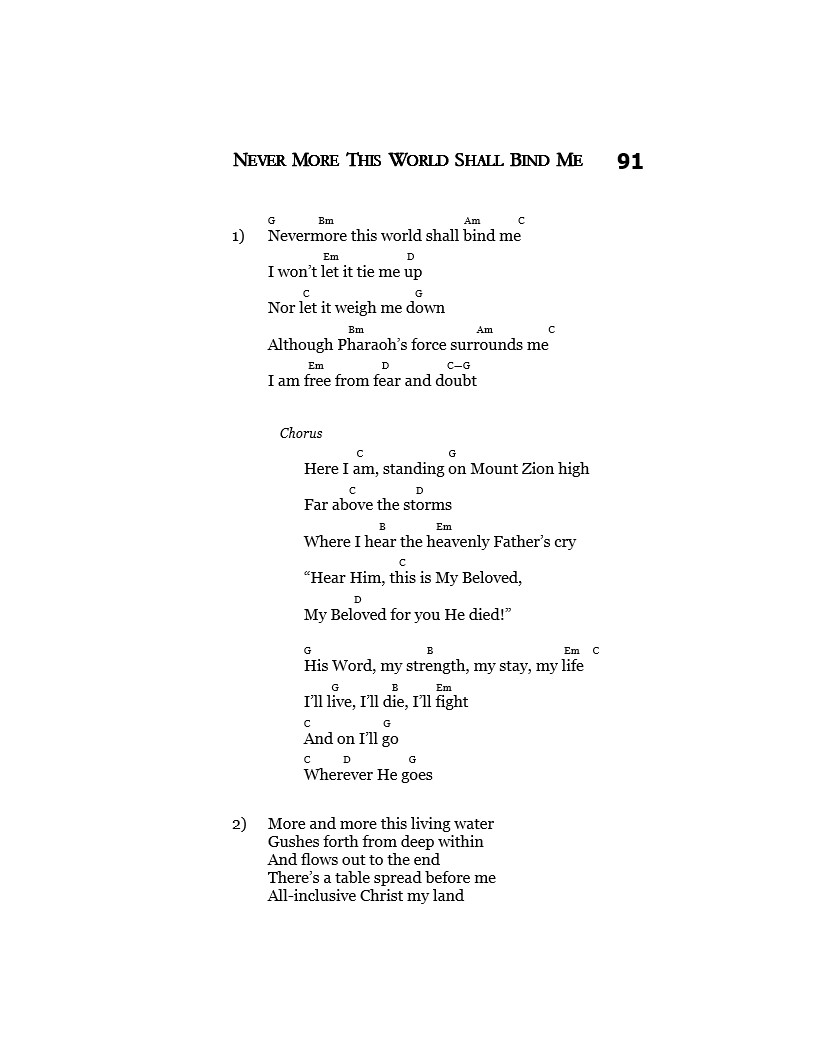 NEVER MORE THIS WORLD SHALL BIND ME 91
G Bm Am C
1) Nevermore this world shall bind me
Em D
I won’t let it tie me up
C G
Nor let it weigh me down
Bm Am C
Although Pharaoh’s force surrounds me
Em D C—G
I am free from fear and doubt
Chorus
C G
Here I am, standing on Mount Zion high
C D
Far above the storms
B Em
Where I hear the heavenly Father’s cry
C
“Hear Him, this is My Beloved,
D
My Beloved for you He died!”
G B Em C
His Word, my strength, my stay, my life
G B Em
I’ll live, I’ll die, I’ll fight
C G
And on I’ll go
C D G
Wherever He goes
2) More and more this living water
Gushes forth from deep within
And flows out to the end
There’s a table spread before me
All-inclusive Christ my land